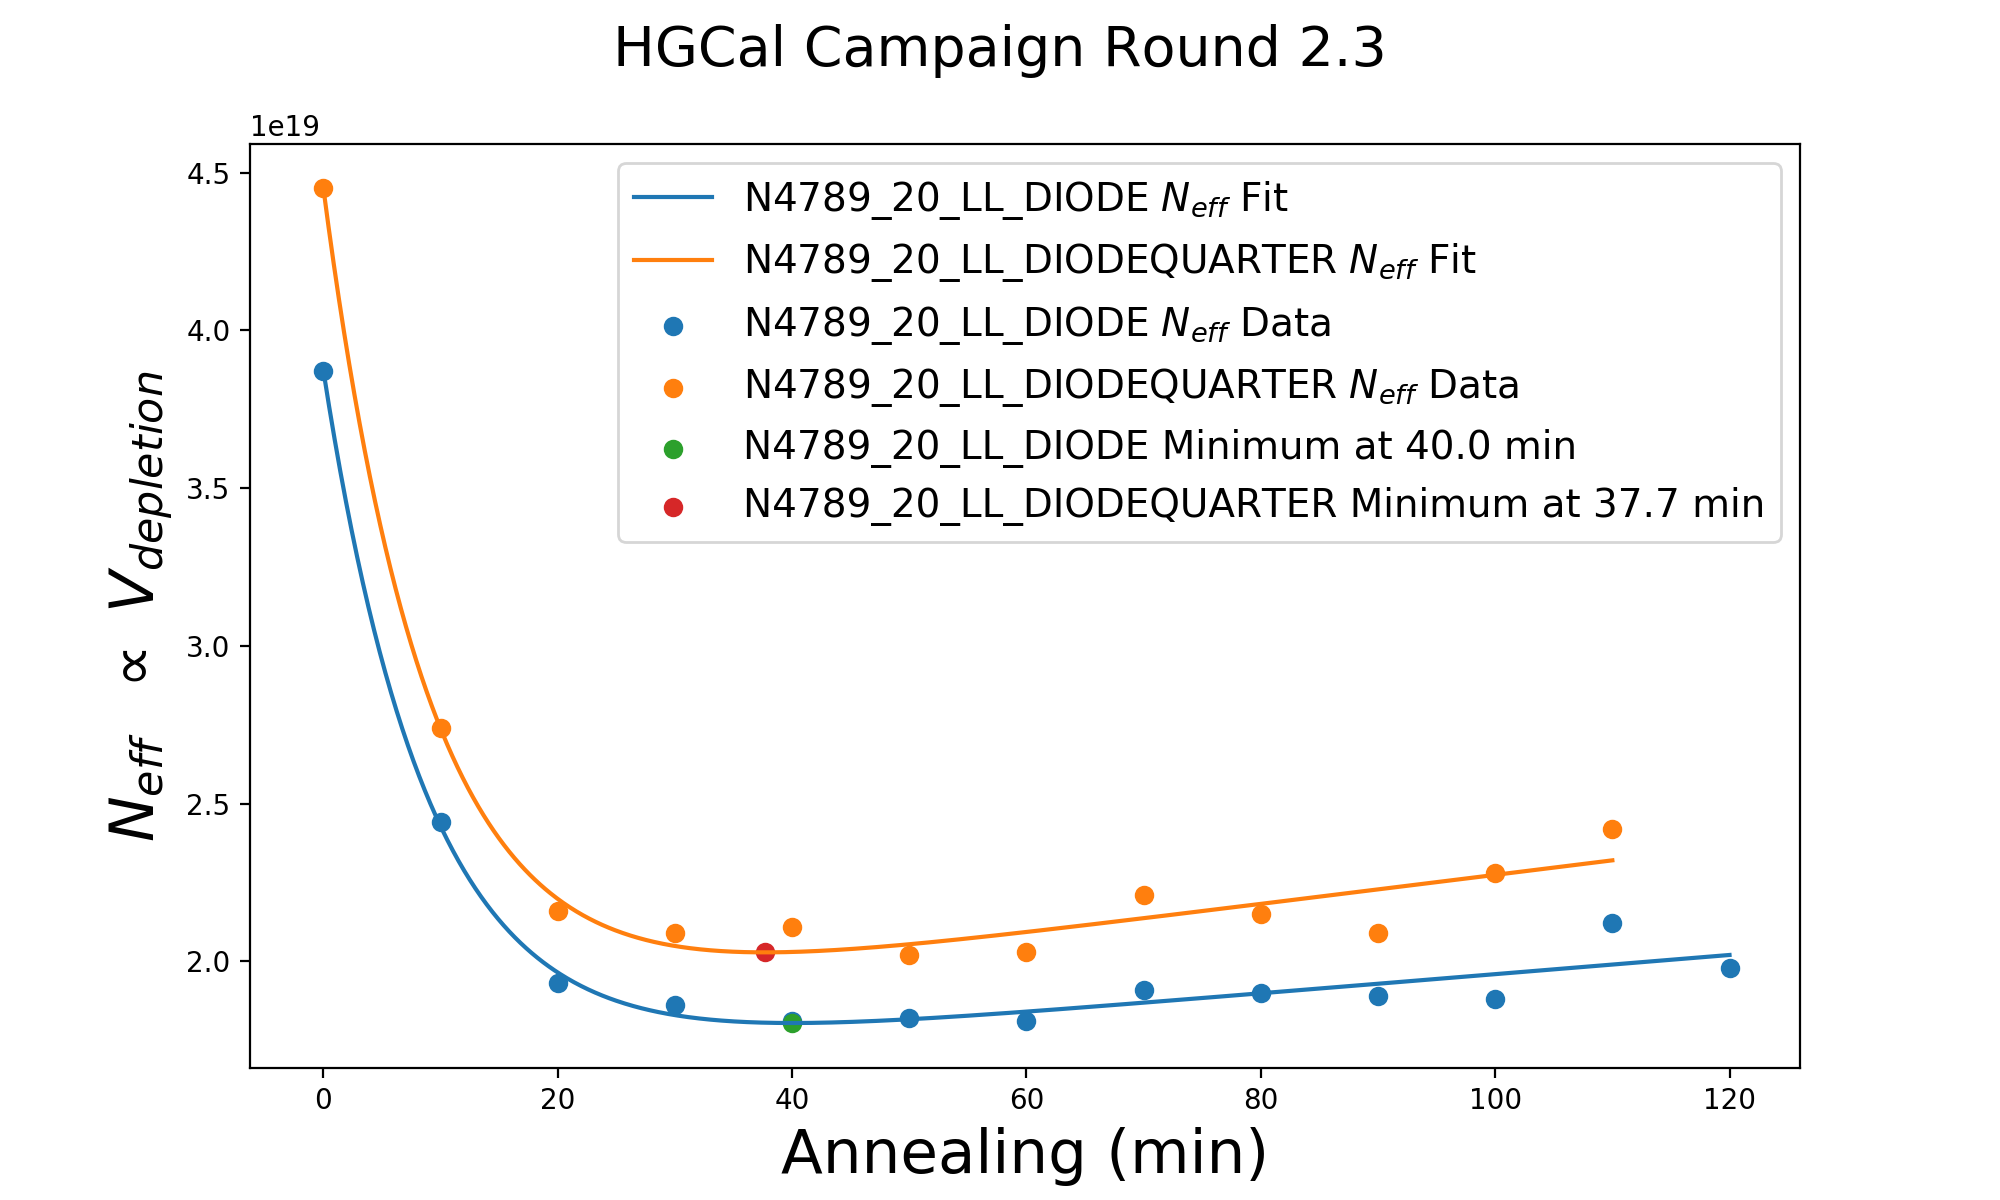 HGCal Campaign Round 2.3
1e19
4.5
4.0
3.5
3.0
2.5
2.0
N_eff ∝ V_depletion
N4789_20_LL_DIODE N_eff Fit
N4789_20_LL_DIODEQUARTER N_eff Fit
N4789_20_LL_DIODE N_eff Data
N4789_20_LL_DIODEQUARTER N_eff Data
N4789_20_LL_DIODE Minimum at 40.0 min
N4789_20_LL_DIODEQUARTER Minimum at 37.7 min
0 20 40 60 80 100 120
Annealing (min)